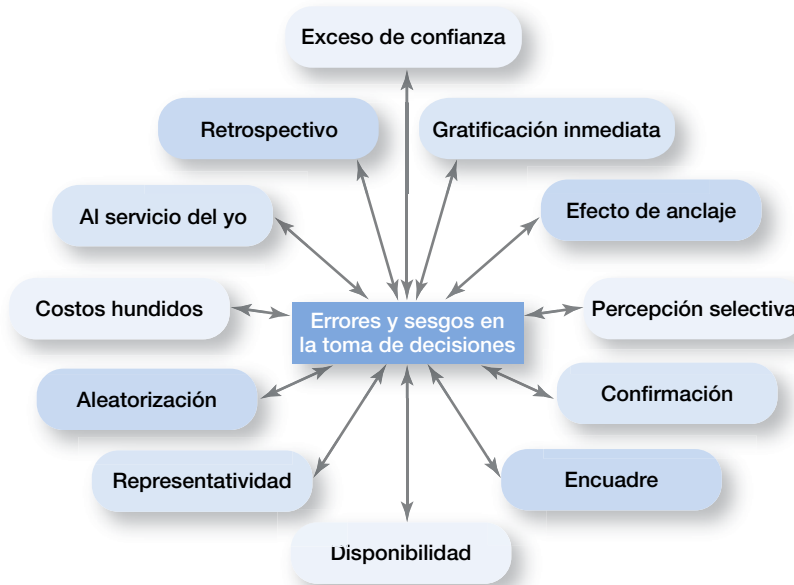 Exceso de confianza
Retrospectivo
Gratificación inmediata
Al servicio del yo
Efecto de anclaje
Costos hundidos
Errores y sesgos en
la toma de decisiones
Percepción selectiva
Aleatorización
Confirmación
Representatividad
Encuadre
Disponibilidad